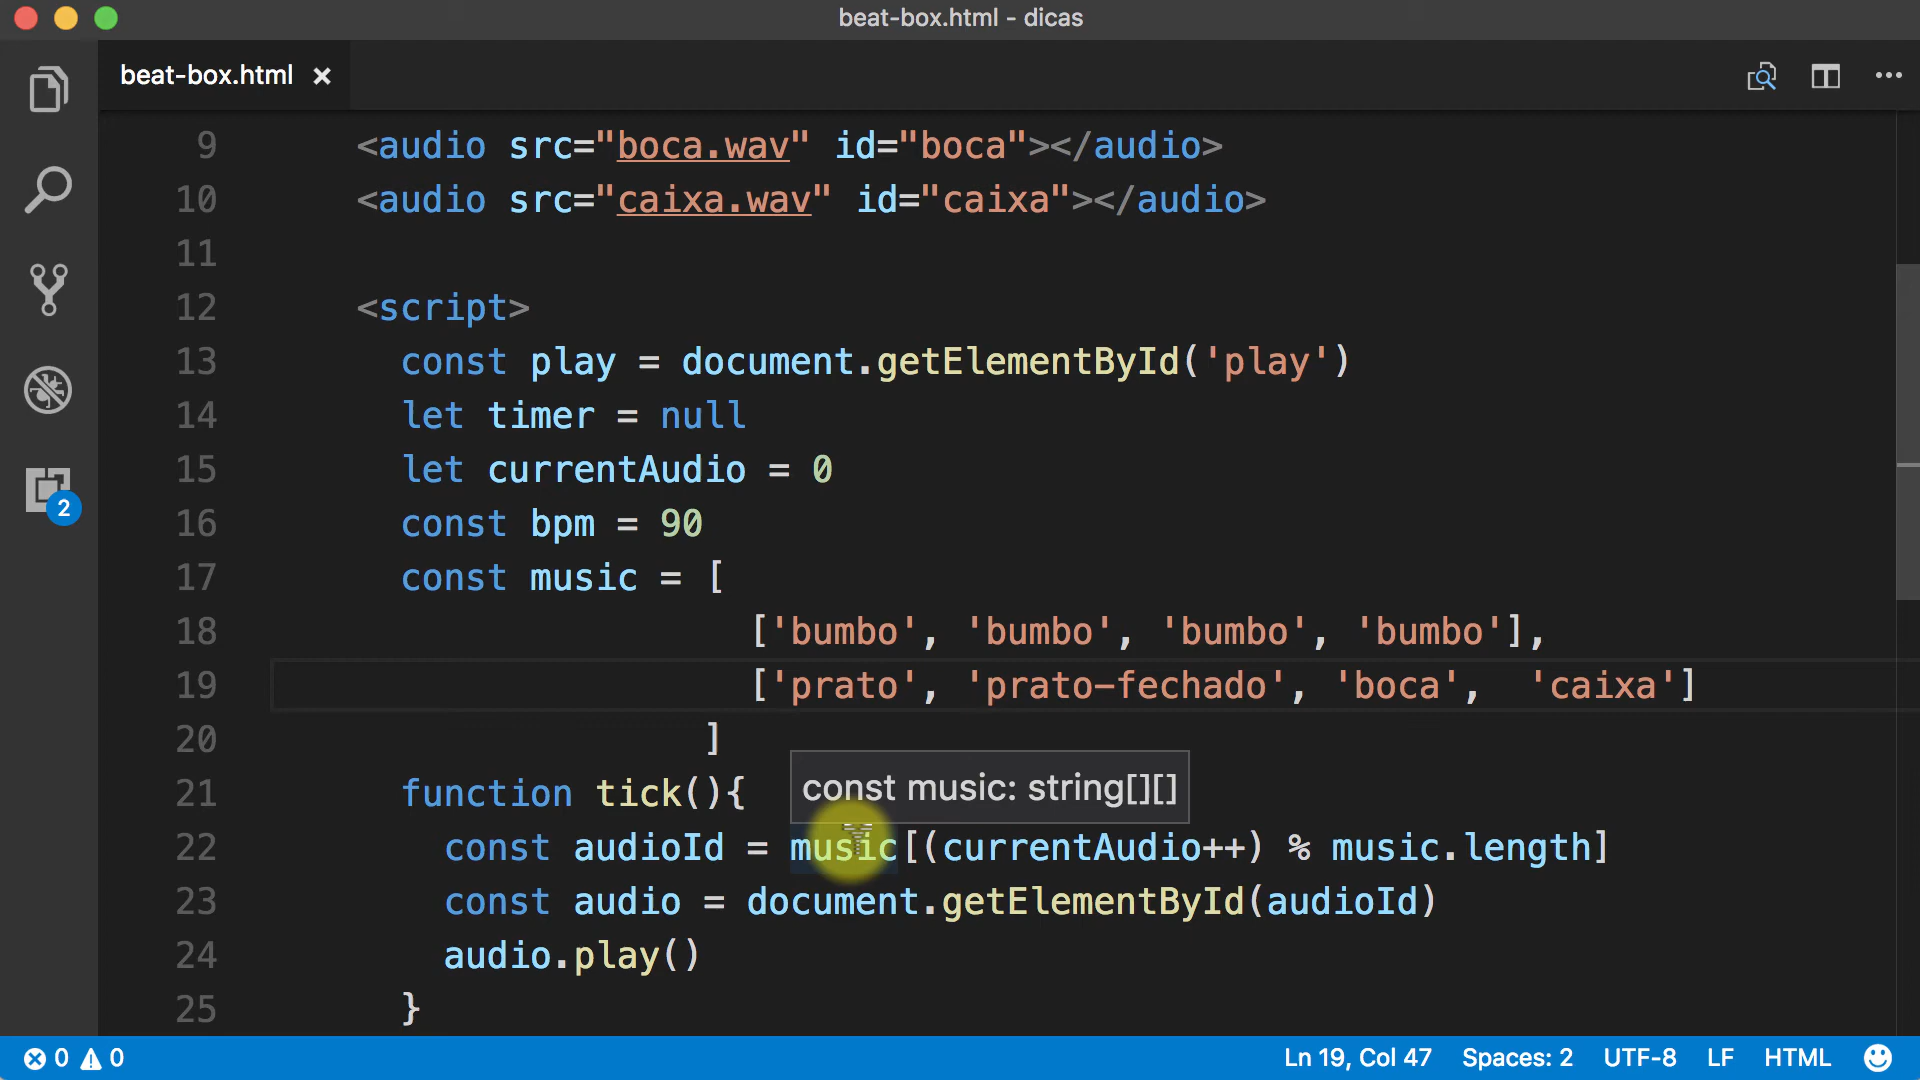 beat-box.html - dicas
beat-box.html
9 <audio src="boca.wav" id="boca"></audio>
10 <audio src="caixa.wav" id="caixa"></audio>
11
12 <script>
13 const play = document.getElementById('play')
14 let timer = null
15 let currentAudio = 0
16 const bpm = 90
17 const music = [
18 ['bumbo', 'bumbo', 'bumbo', 'bumbo'],
19 ['prato', 'prato-fechado', 'boca',  'caixa']
20 ]
const music: string[][]
21 function tick(){
22 const audioId = music[(currentAudio++) % music.length]
23 const audio = document.getElementById(audioId)
24 audio.play()
25 }
2
0 0 Ln 19, Col 47 Spaces: 2 UTF-8 LF HTML